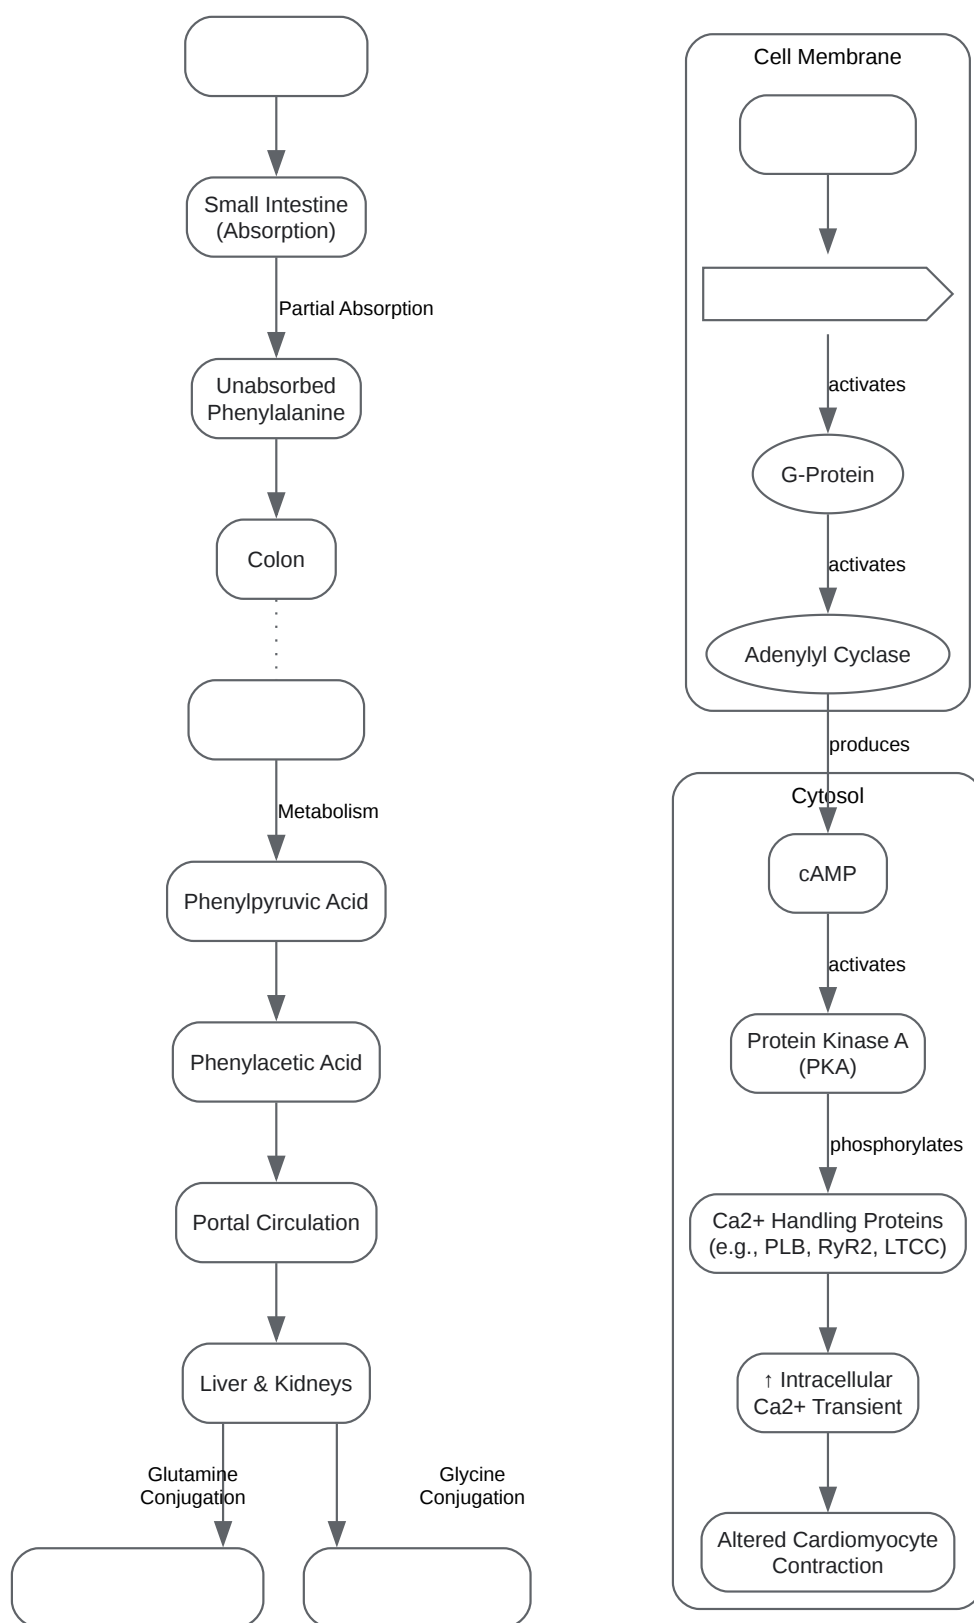 Small Intestine
(Absorption)
Partial Absorption
Unabsorbed
Phenylalanine
Colon
Metabolism
Phenylpyruvic Acid
Phenylacetic Acid
Portal Circulation
Liver & Kidneys
Glutamine
Conjugation
Glycine
Conjugation
Cell Membrane
activates
G-Protein
activates
Adenylyl Cyclase
produces
Cytosol
cAMP
activates
Protein Kinase A
(PKA)
phosphorylates
Ca2+ Handling Proteins
(e.g., PLB, RyR2, LTCC)
↑ Intracellular
Ca2+ Transient
Altered Cardiomyocyte
Contraction